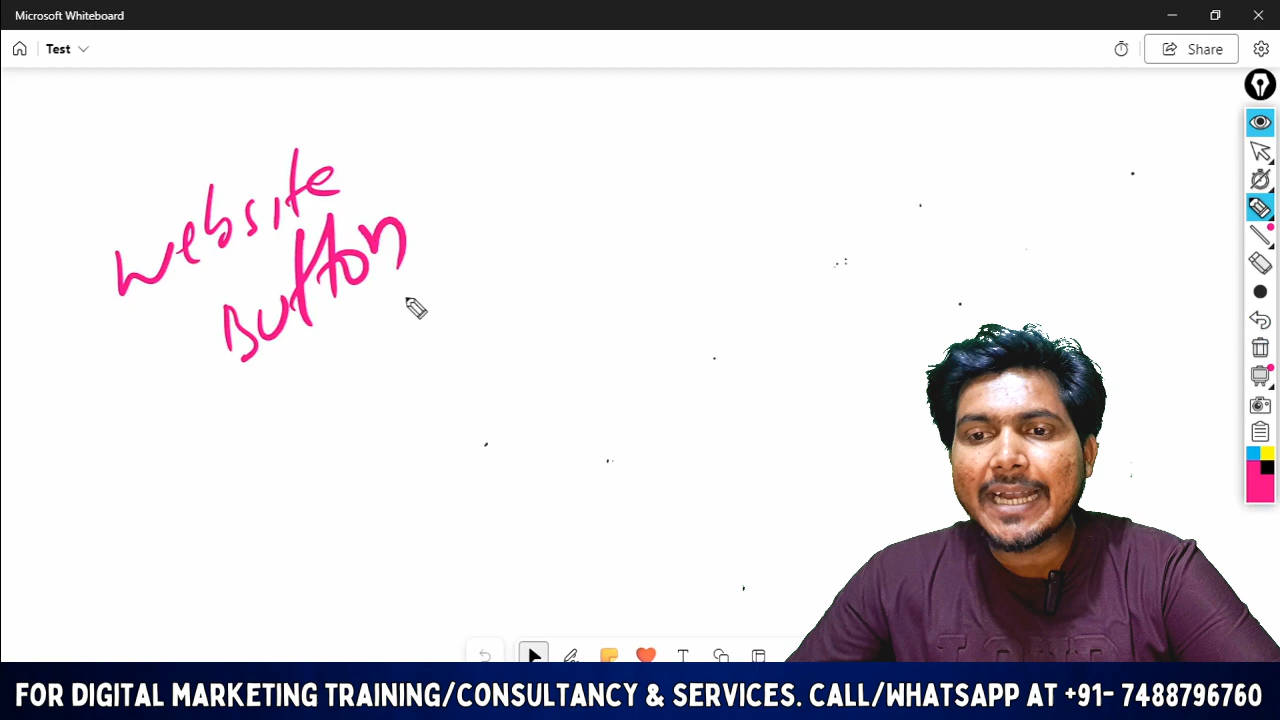 Microsoft Whiteboard
Test
Share
website
Button
FOR DIGITAL MARKETING TRAINING/CONSULTANCY & SERVICES. CALL/WHATSAPP AT +91- 7488796760